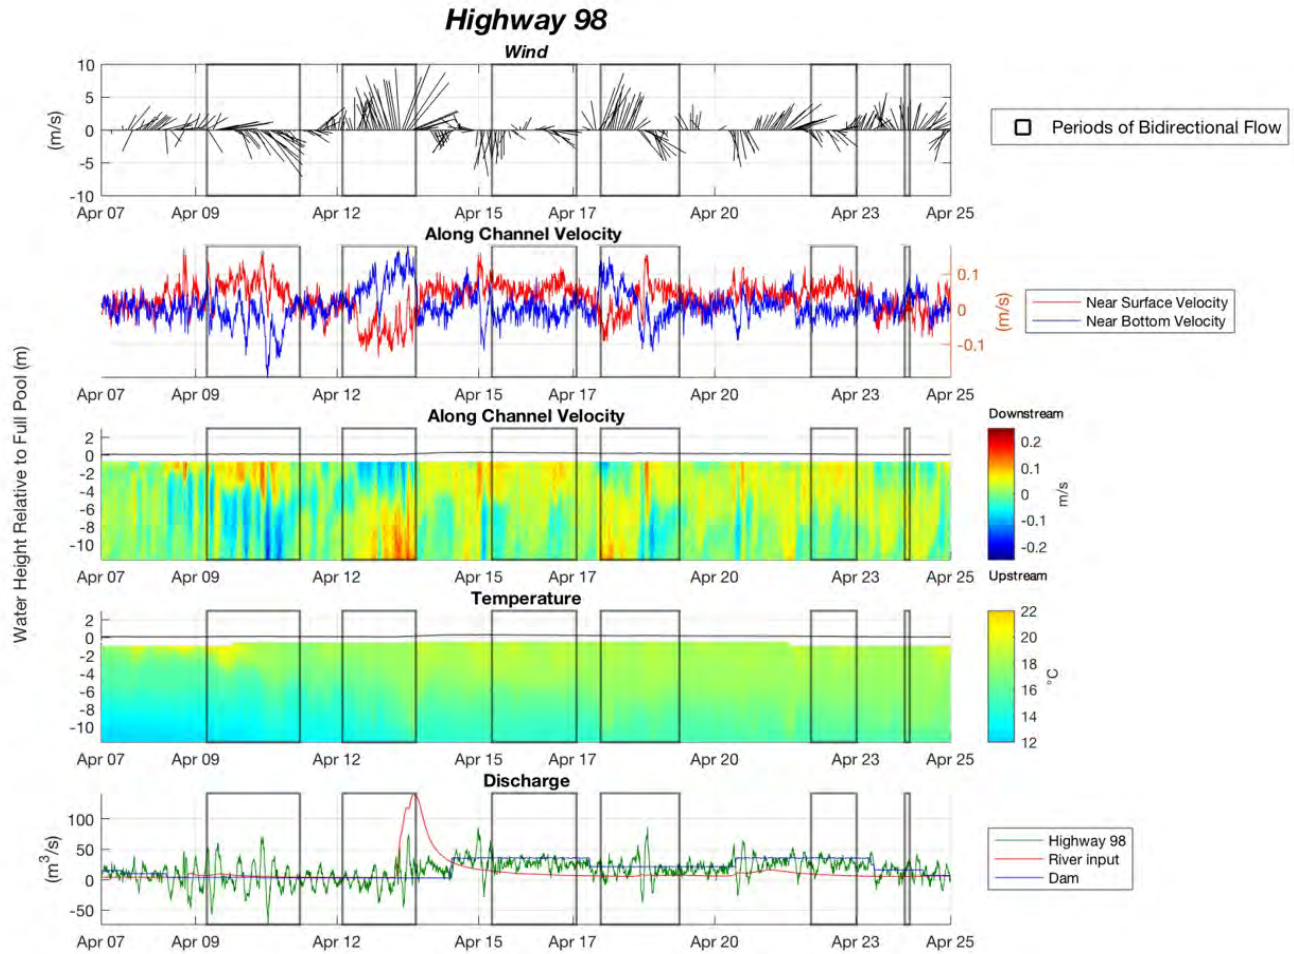 Highway 98
Wind
10
5
0
-5
-10
(m/s)
Apr 07 Apr 09 Apr 12 Apr 15 Apr 17 Apr 20 Apr 23 Apr 25
Periods of Bidirectional Flow
Along Channel Velocity
0.1
0
-0.1
(m/s)
Near Surface Velocity
Near Bottom Velocity
Apr 07 Apr 09 Apr 12 Apr 15 Apr 17 Apr 20 Apr 23 Apr 25
Water Height Relative to Full Pool (m)
Along Channel Velocity
2
0
-2
-4
-6
-8
-10
Apr 07 Apr 09 Apr 12 Apr 15 Apr 17 Apr 20 Apr 23 Apr 25
Downstream
0.2
0.1
0
-0.1
-0.2
m/s
Upstream
Temperature
2
0
-2
-4
-6
-8
-10
Apr 07 Apr 09 Apr 12 Apr 15 Apr 17 Apr 20 Apr 23 Apr 25
22
20
18
16
14
12
°C
Discharge
100
50
0
-50
(m³/s)
Apr 07 Apr 09 Apr 12 Apr 15 Apr 17 Apr 20 Apr 23 Apr 25
Highway 98
River input
Dam